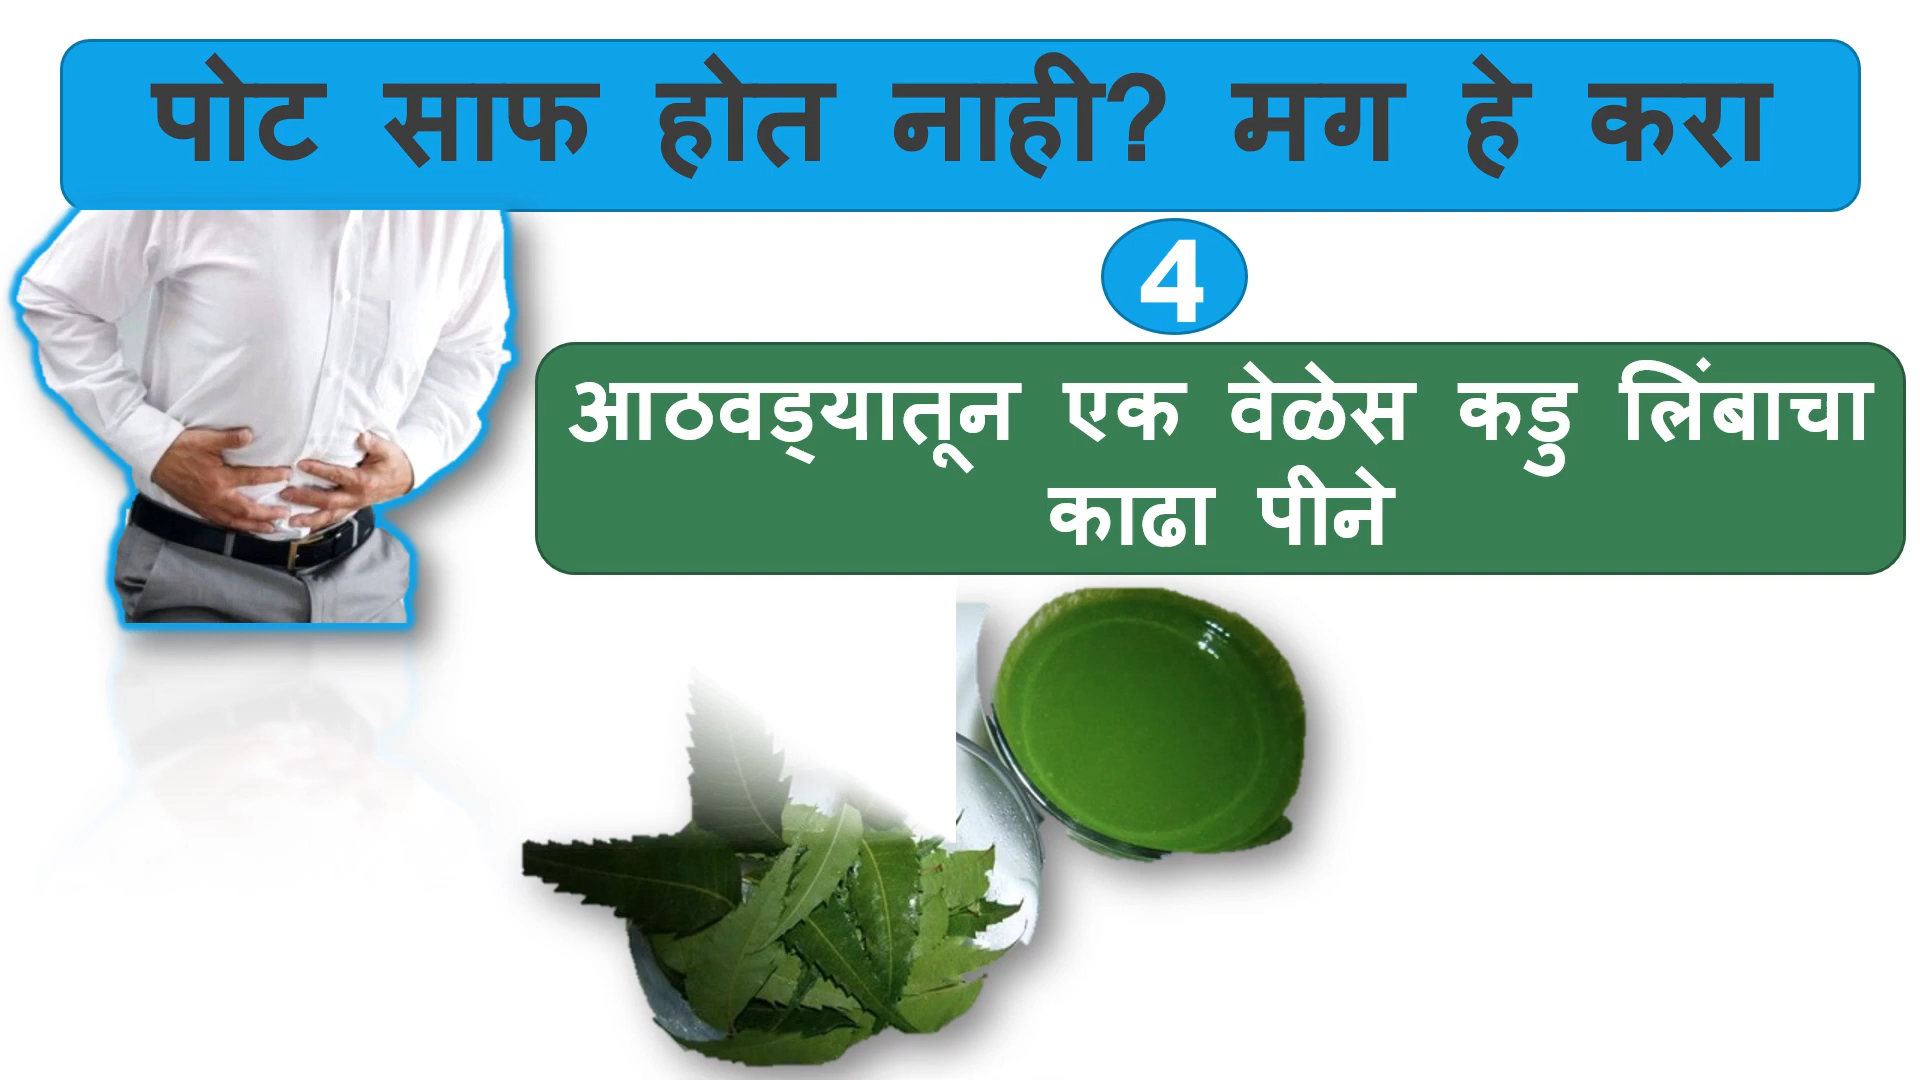 पोट साफ होत नाही? मग हे करा
4
आठवड्यातून एक वेळेस कडु लिंबाचा
काढा पीने